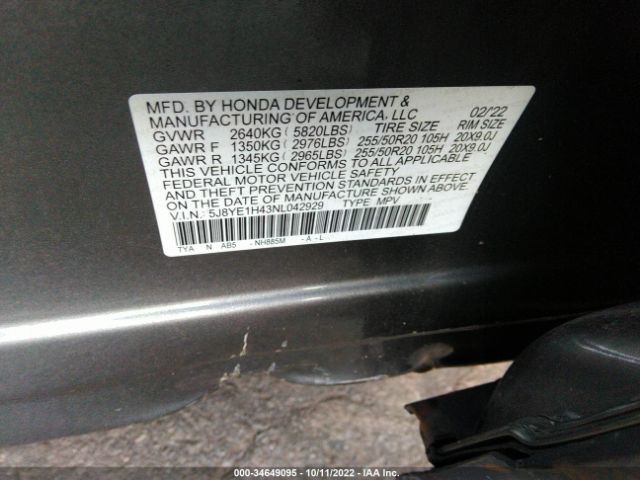 MFD. BY HONDA DEVELOPMENT &
MANUFACTURING OF AMERICA, LLC 02/22
GVWR 2640KG ( 5820LBS) TIRE SIZE RIM SIZE
GAWR F 1350KG ( 2976LBS) 255/50R20 105H 20X9.0J
GAWR R 1345KG ( 2965LBS) 255/50R20 105H 20X9.0J
THIS VEHICLE CONFORMS TO ALL APPLICABLE
FEDERAL MOTOR VEHICLE SAFETY
AND THEFT PREVENTION STANDARDS IN EFFECT
ON THE DATE OF MANUFACTURE SHOWN ABOVE.
V.I.N. 5J8YE1H43NL042929 TYPE: MPV
TYA N AB5 - NH885M - A - L
000-34649095 - 10/11/2022 - IAA Inc.